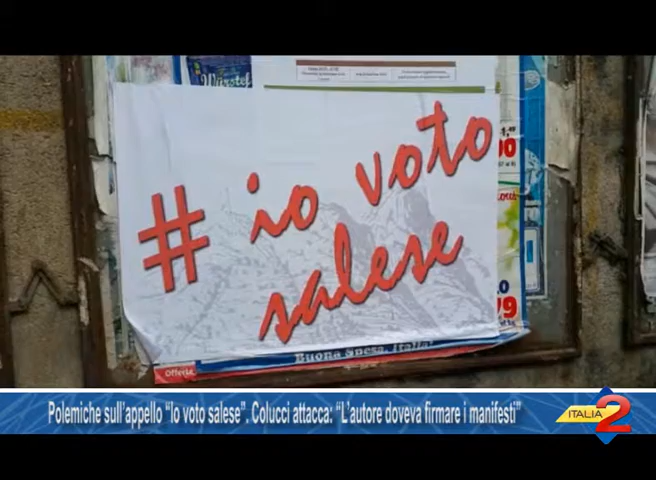 Würstel
# io voto
salese
Offerte
Buona Spesa, Italia!
Polemiche sull'appello "Io voto salese". Colucci attacca: "L'autore doveva firmare i manifesti"
ITALIA 2